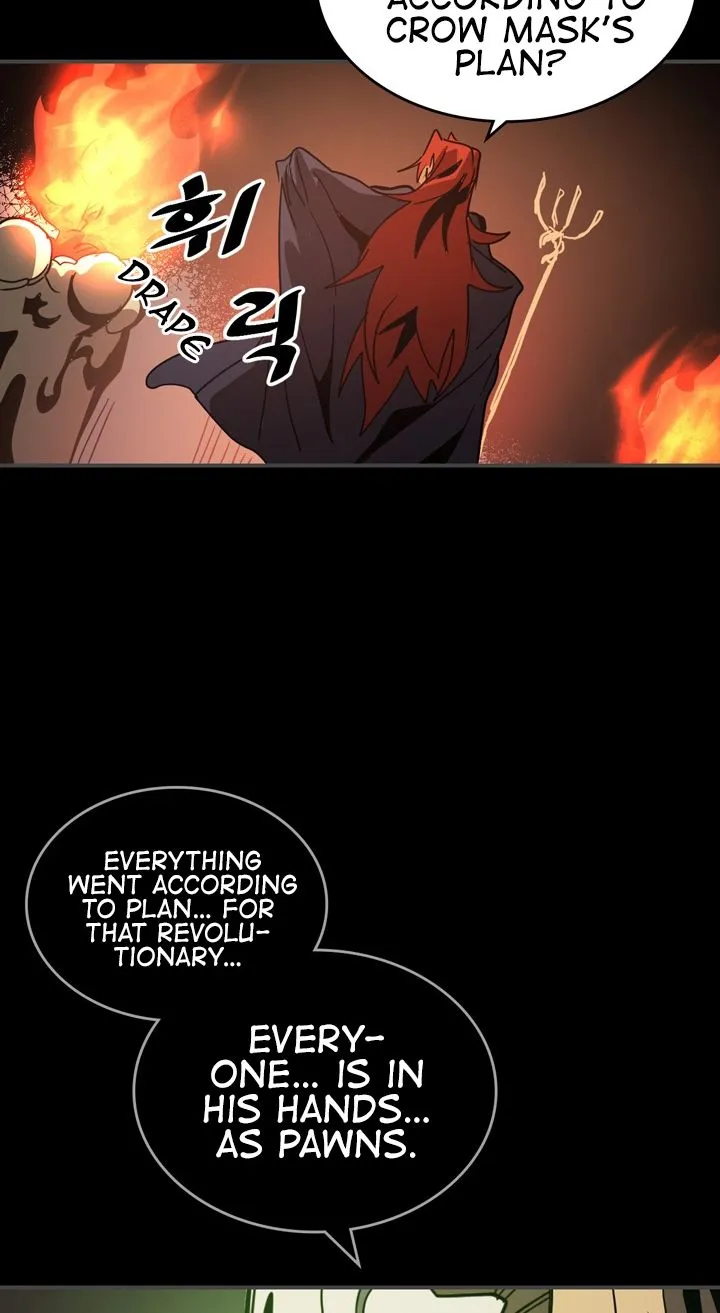 ACCORDING TO
CROW MASK'S
PLAN?
휘
릭
DRAPE
EVERYTHING
WENT ACCORDING
TO PLAN... FOR
THAT REVOLU-
TIONARY...
EVERY-
ONE... IS IN
HIS HANDS...
AS PAWNS.